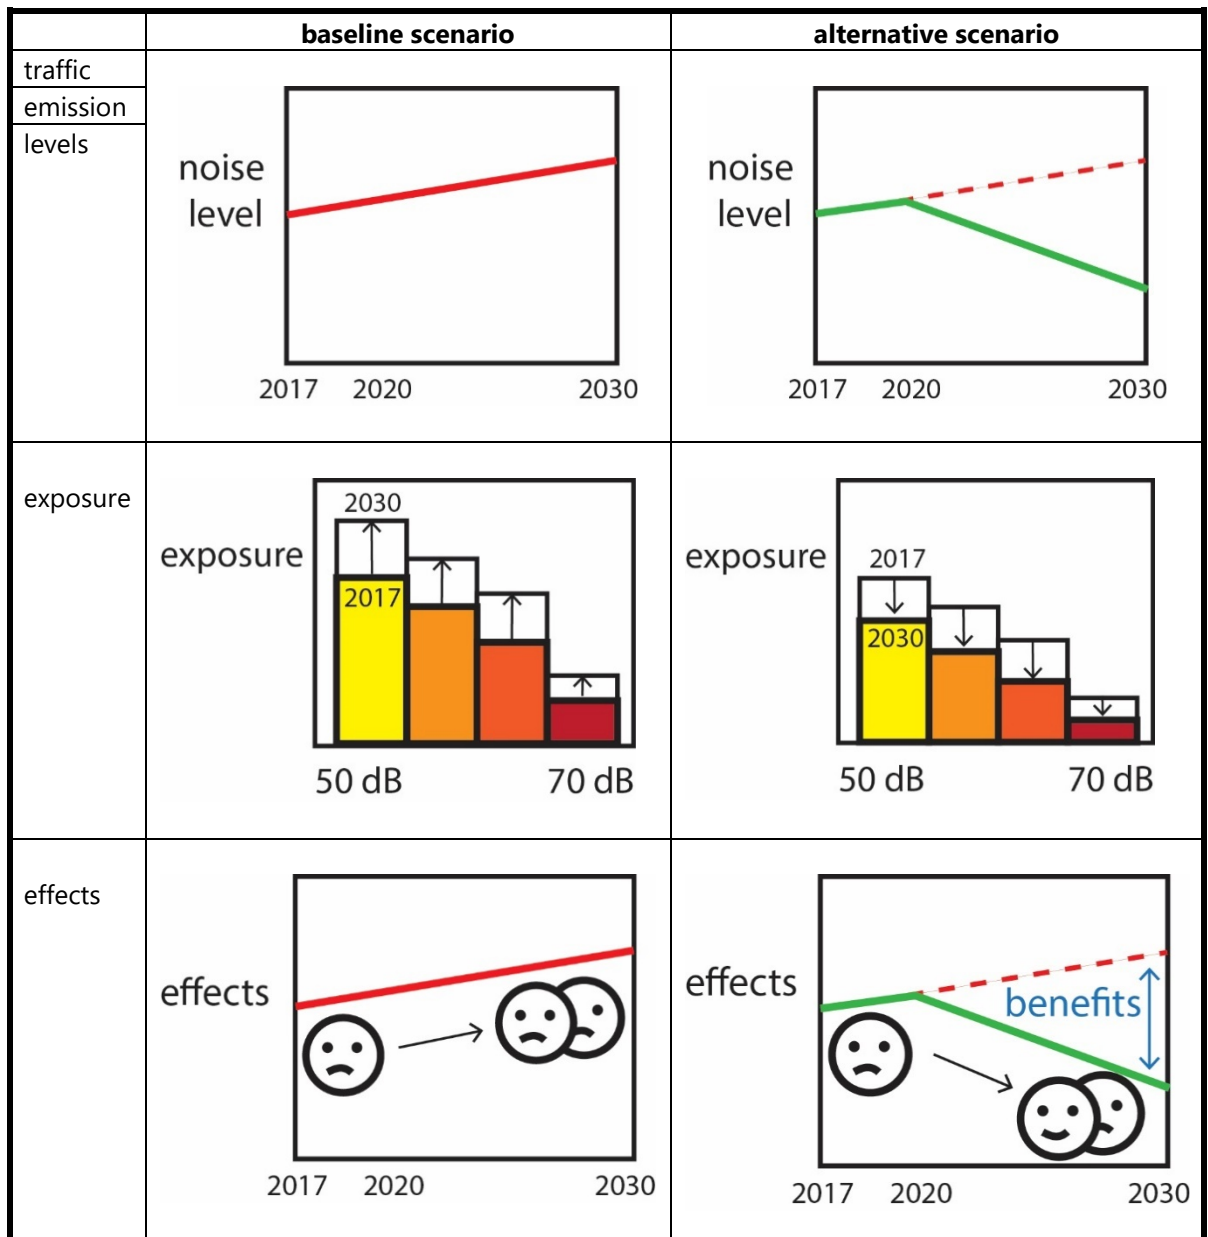 baseline scenario
alternative scenario
traffic
emission
levels
noise
level
2017 2020 2030
noise
level
2017 2020 2030
exposure
exposure
2030
2017
50 dB 70 dB
exposure
2017
2030
50 dB 70 dB
effects
effects
2017 2020 2030
effects
benefits
2017 2020 2030